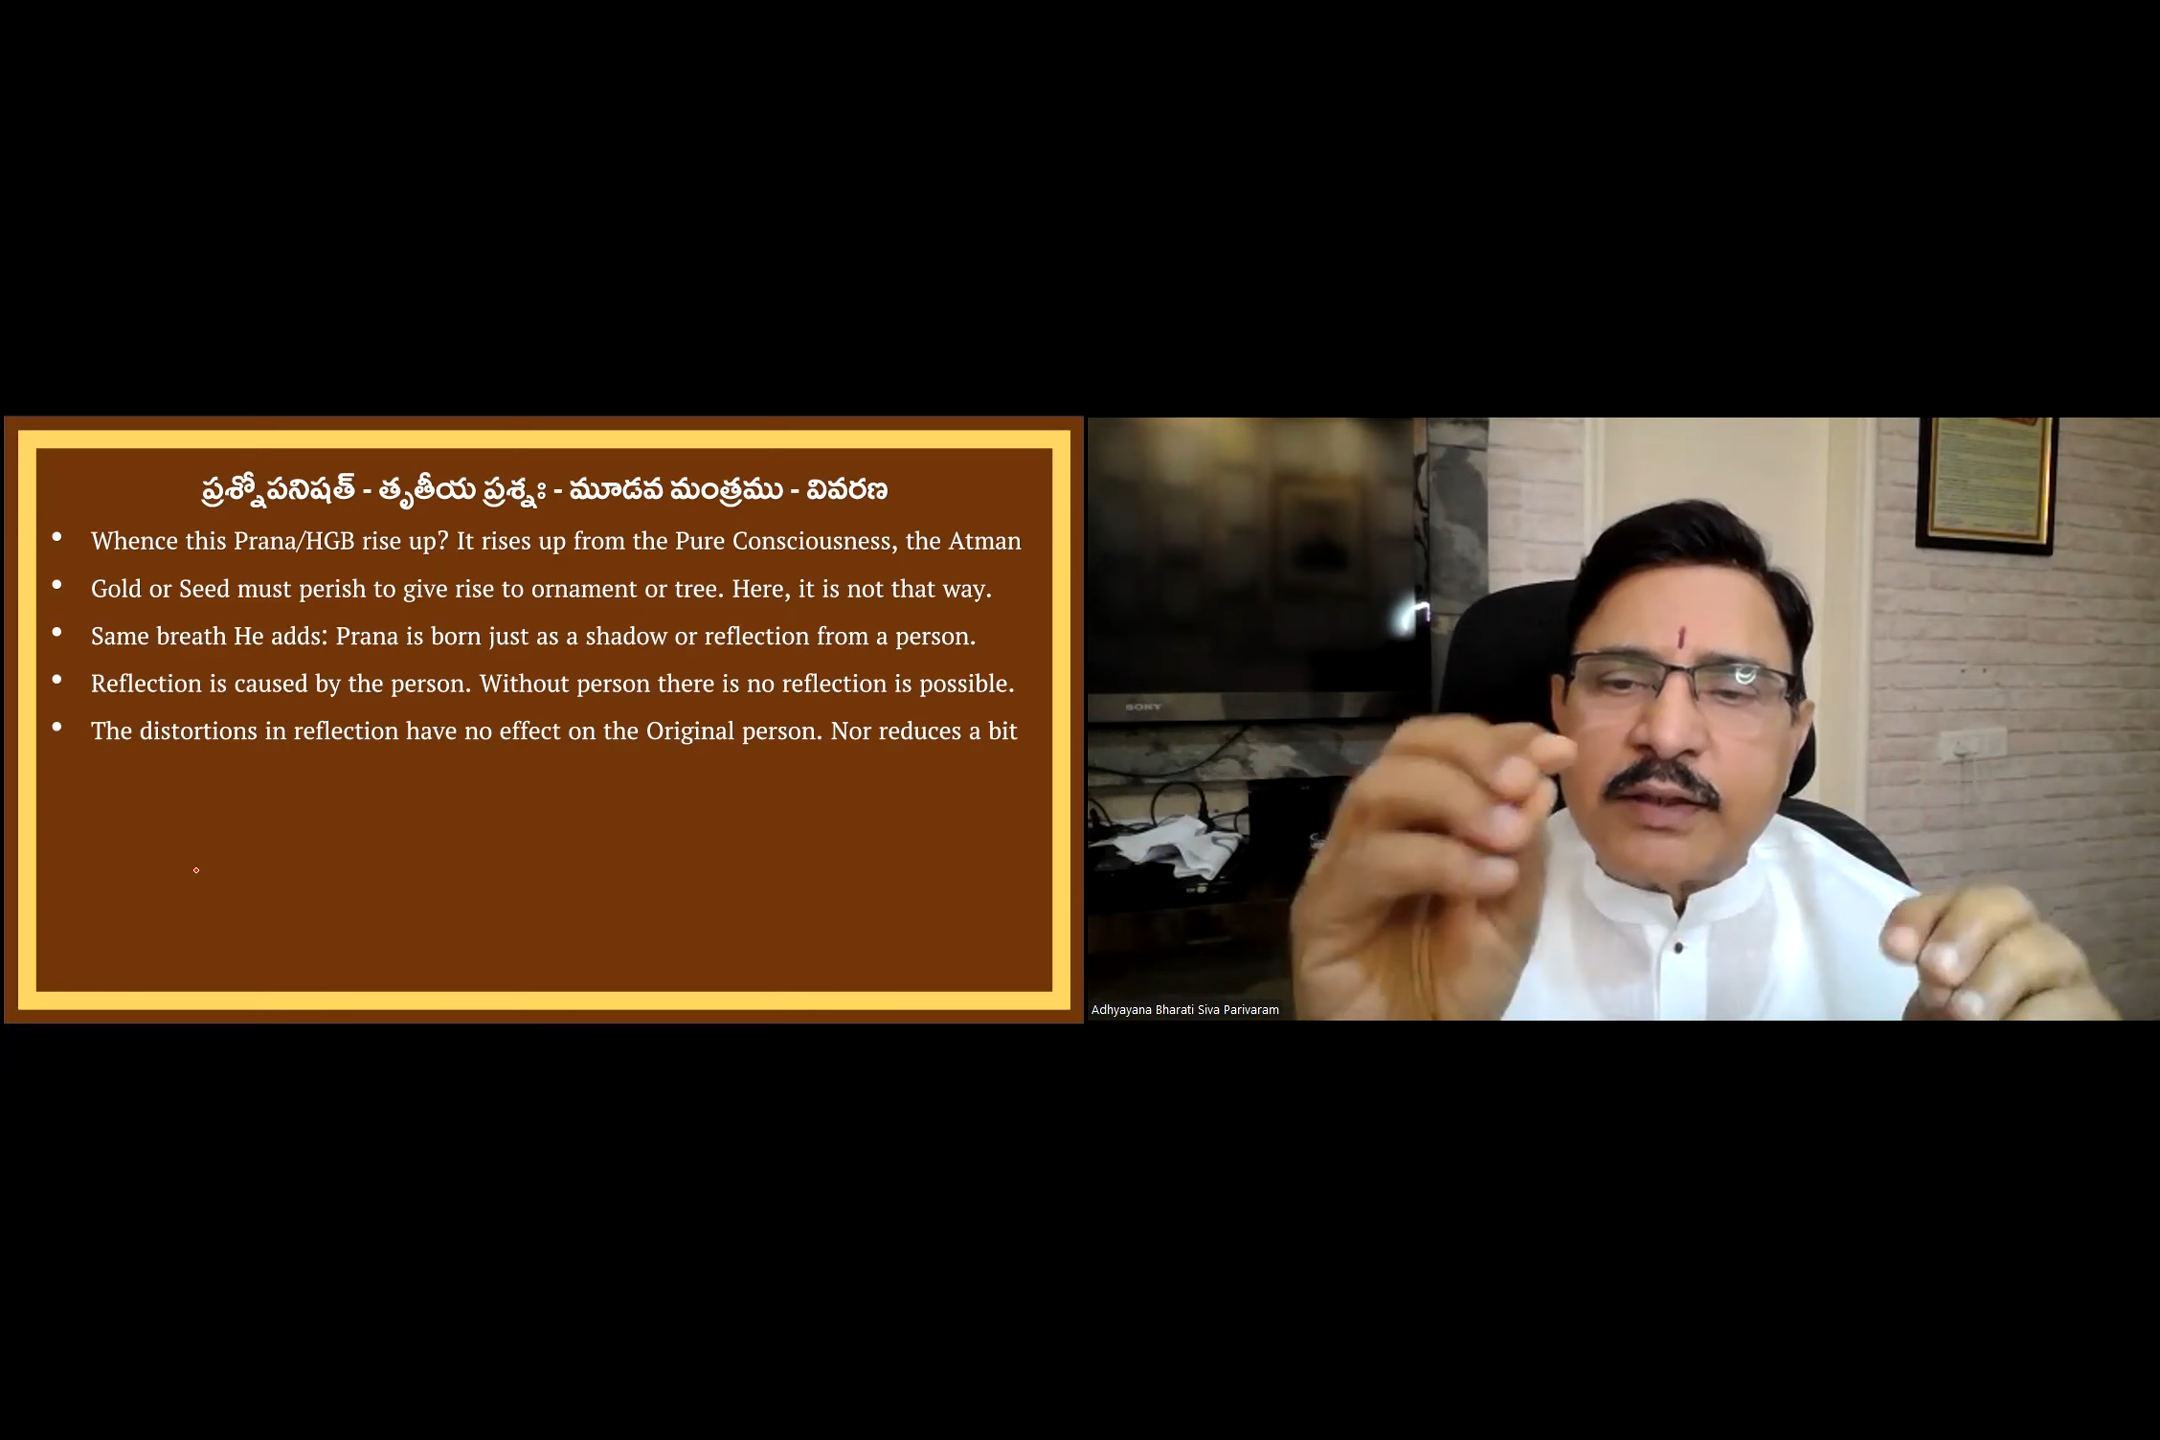 ప్రశ్నోపనిషత్ - తృతీయ ప్రశ్నః - మూడవ మంత్రము - వివరణ
• Whence this Prana/HGB rise up? It rises up from the Pure Consciousness, the Atman
• Gold or Seed must perish to give rise to ornament or tree. Here, it is not that way.
• Same breath He adds: Prana is born just as a shadow or reflection from a person.
• Reflection is caused by the person. Without person there is no reflection is possible.
• The distortions in reflection have no effect on the Original person. Nor reduces a bit
SONY
Adhyayana Bharati Siva Parivaram